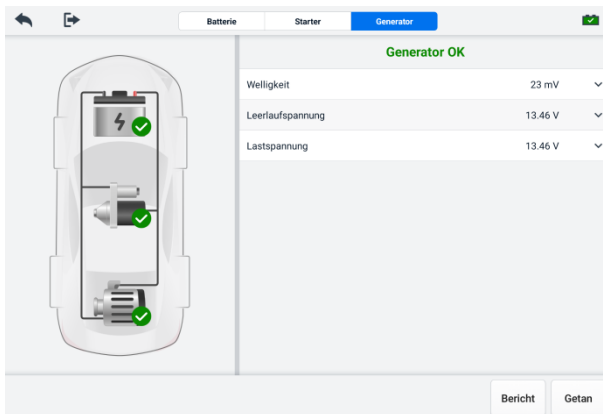 Batterie Starter Generator
Generator OK
Welligkeit 23 mV
Leerlaufspannung 13.46 V
Lastspannung 13.46 V
Bericht Getan